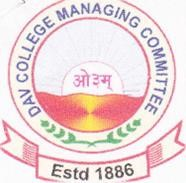 DAV COLLEGE MANAGING COMMITTEE
ओ३म्
Estd 1886